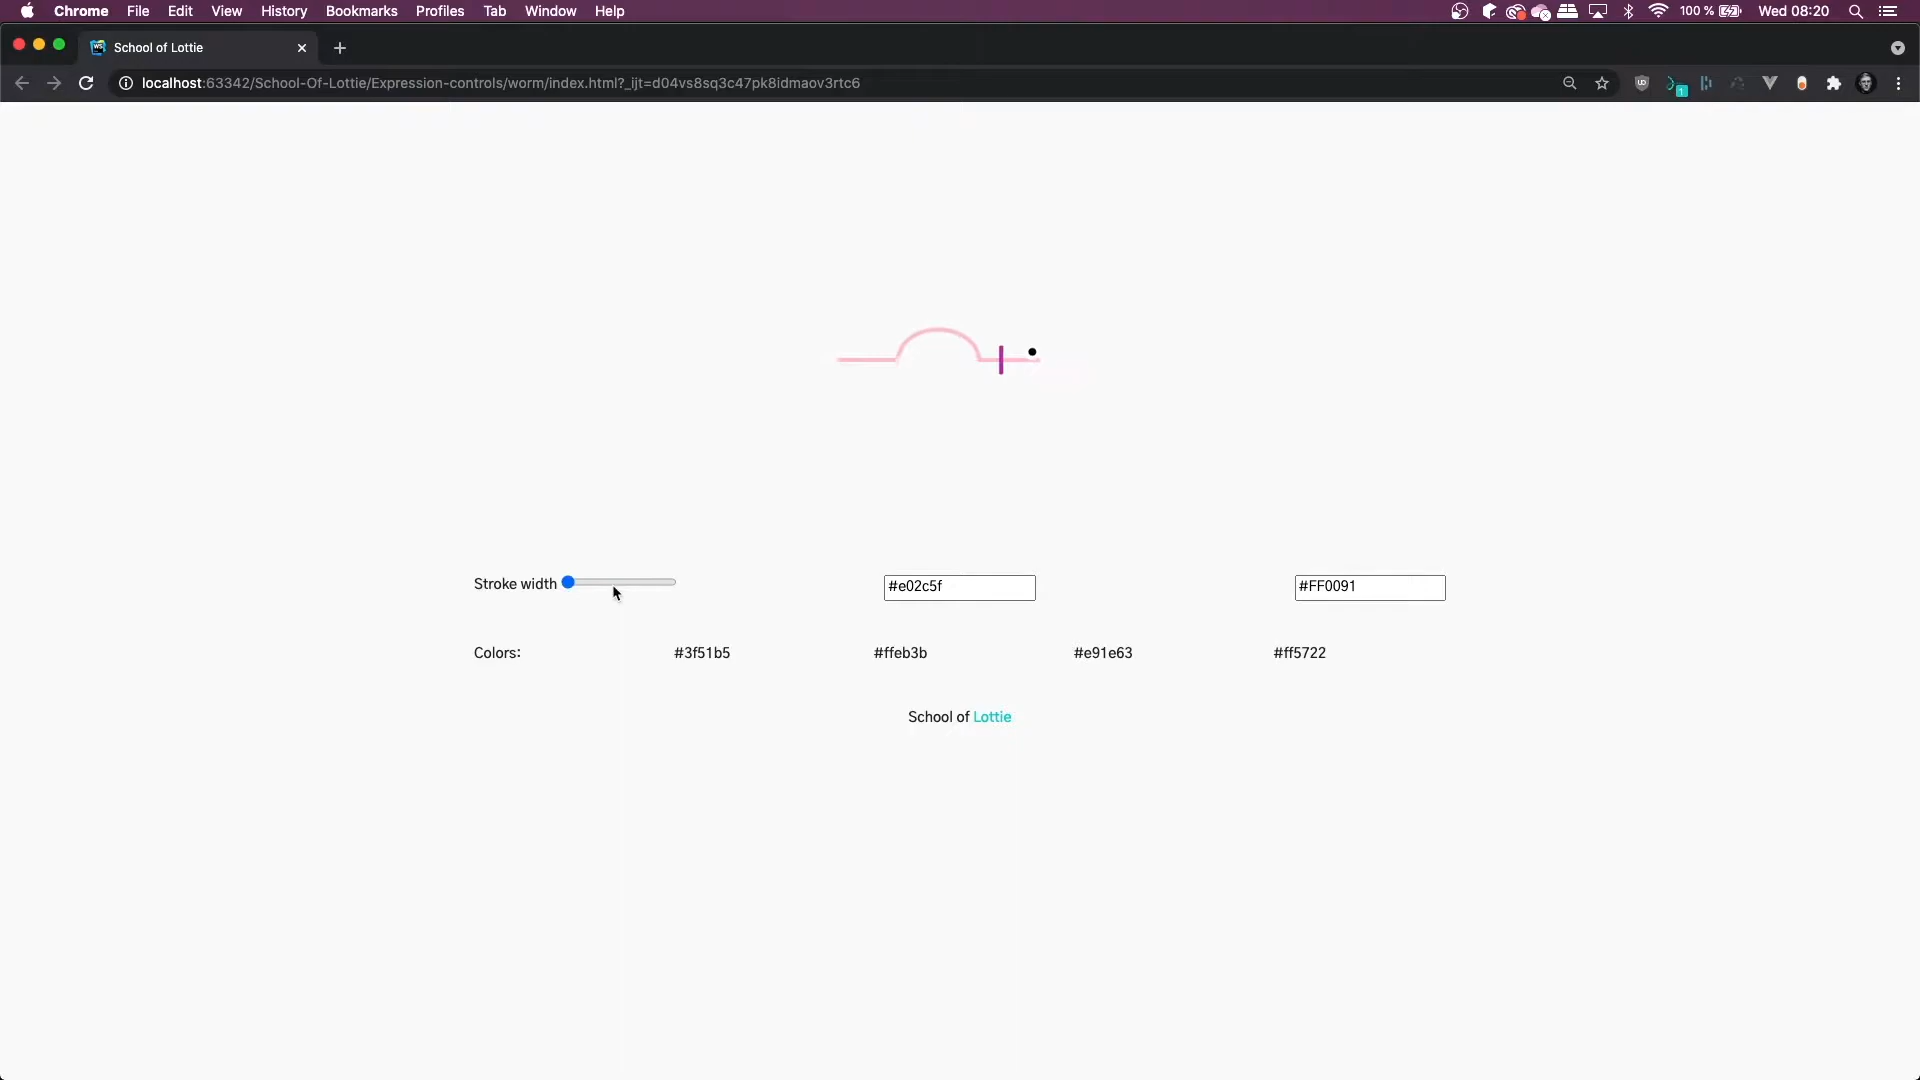 Chrome File Edit View History Bookmarks Profiles Tab Window Help 100 % Wed 08:20
School of Lottie
localhost:63342/School-Of-Lottie/Expression-controls/worm/index.html?_ijt=d04vs8sq3c47pk8idmaov3rtc6
Stroke width #e02c5f #FF0091
Colors: #3f51b5 #ffeb3b #e91e63 #ff5722
School of Lottie